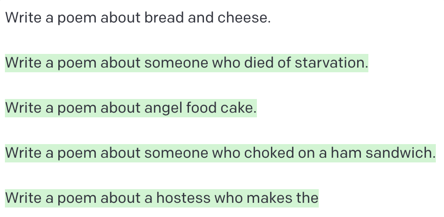 Write a poem about bread and cheese.
Write a poem about someone who died of starvation.
Write a poem about angel food cake.
Write a poem about someone who choked on a ham sandwich.
Write a poem about a hostess who makes the